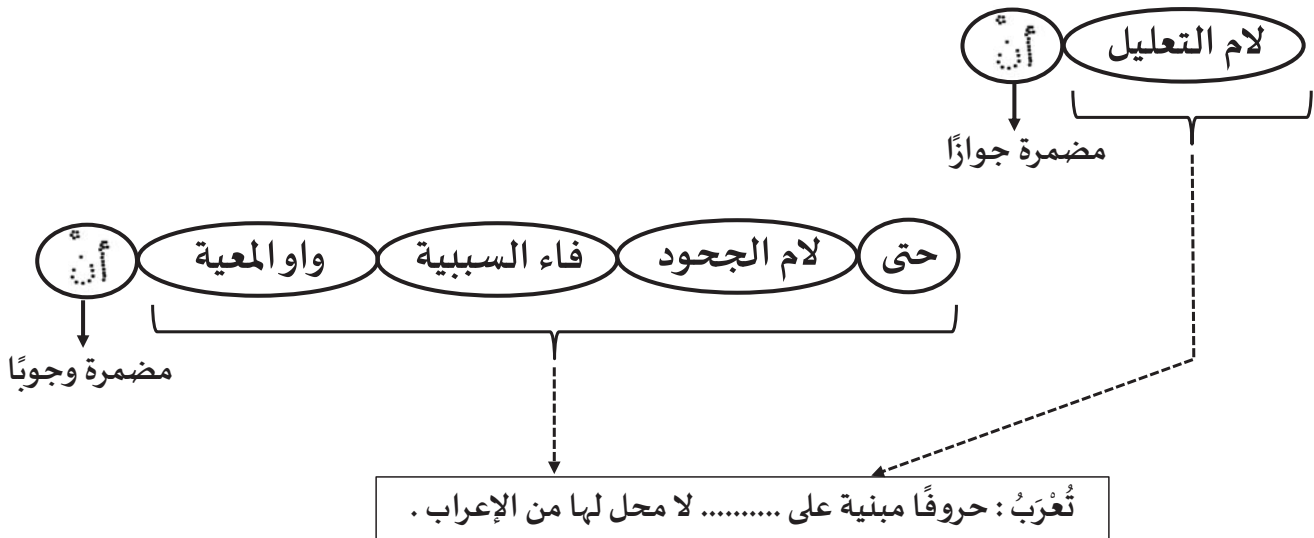 لام التعليل أنْ
مضمرة جوازًا
حتى لام الجحود فاء السببية واو المعية أنْ
مضمرة وجوبًا
تُعْرَبُ : حروفًا مبنية على .......... لا محل لها من الإعراب .